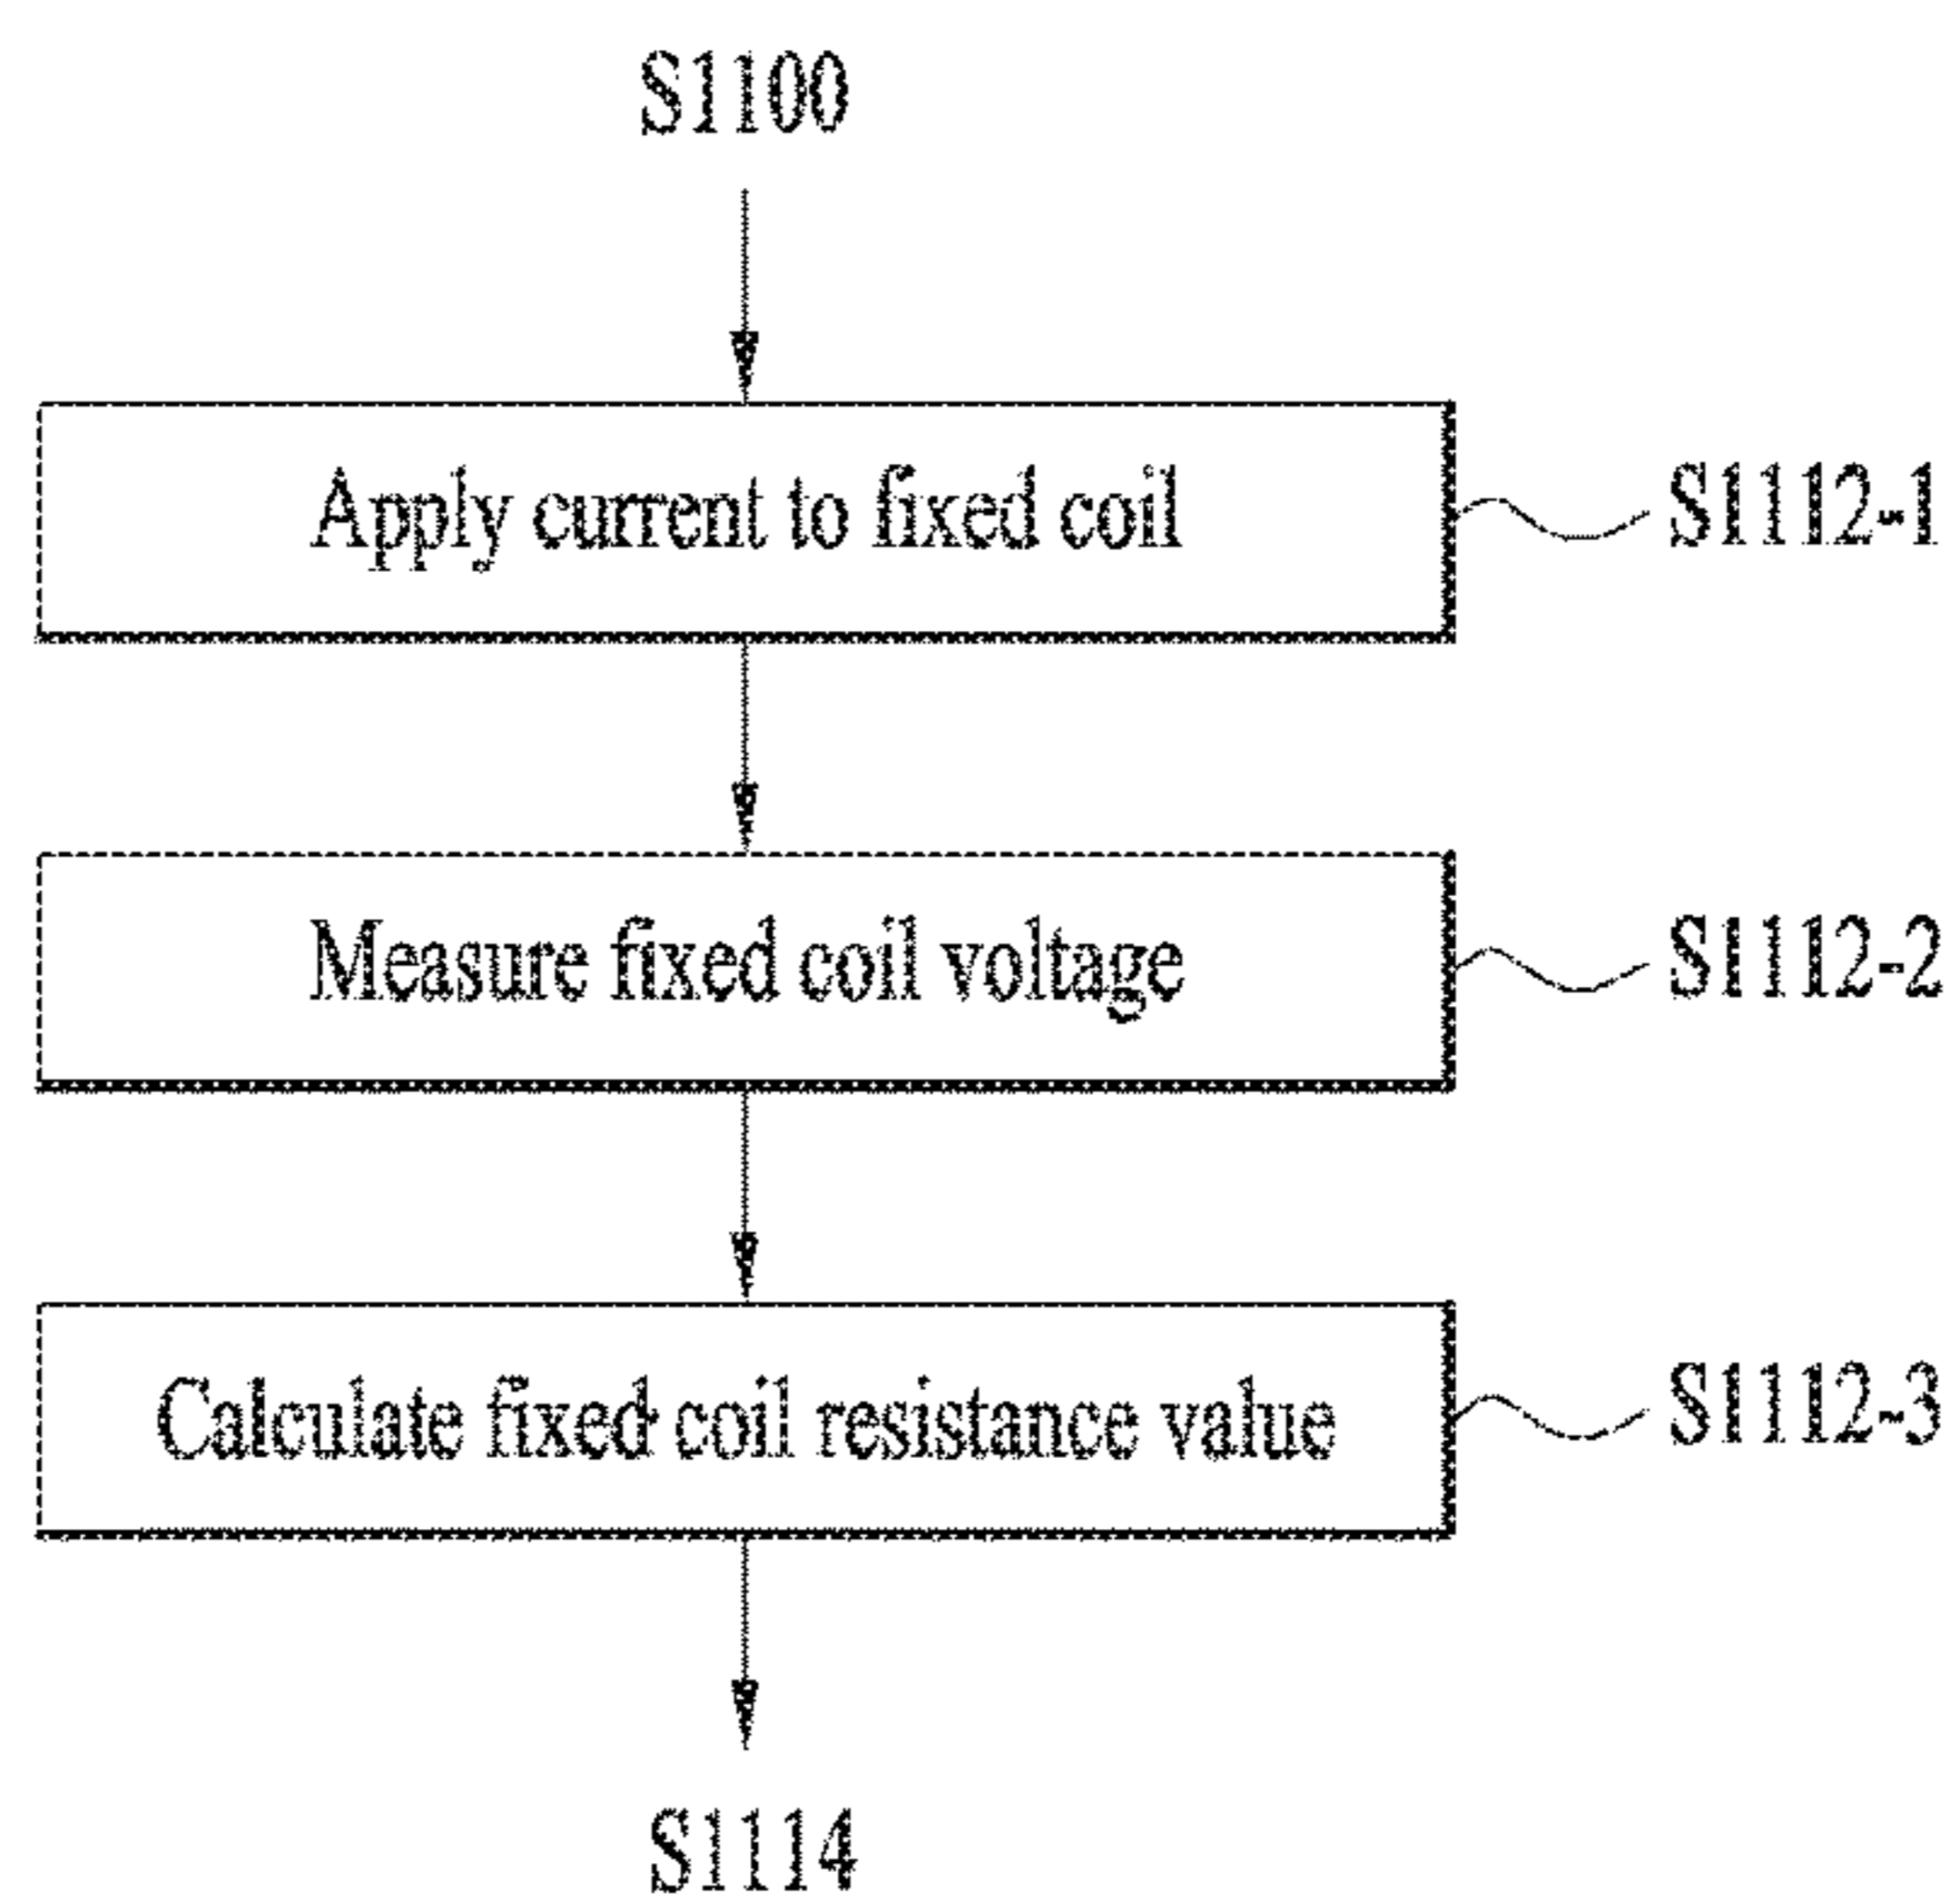 S1100
Apply current to fixed coil
S1112-1
Measure fixed coil voltage
S1112-2
Calculate fixed coil resistance value
S1112-3
S1114